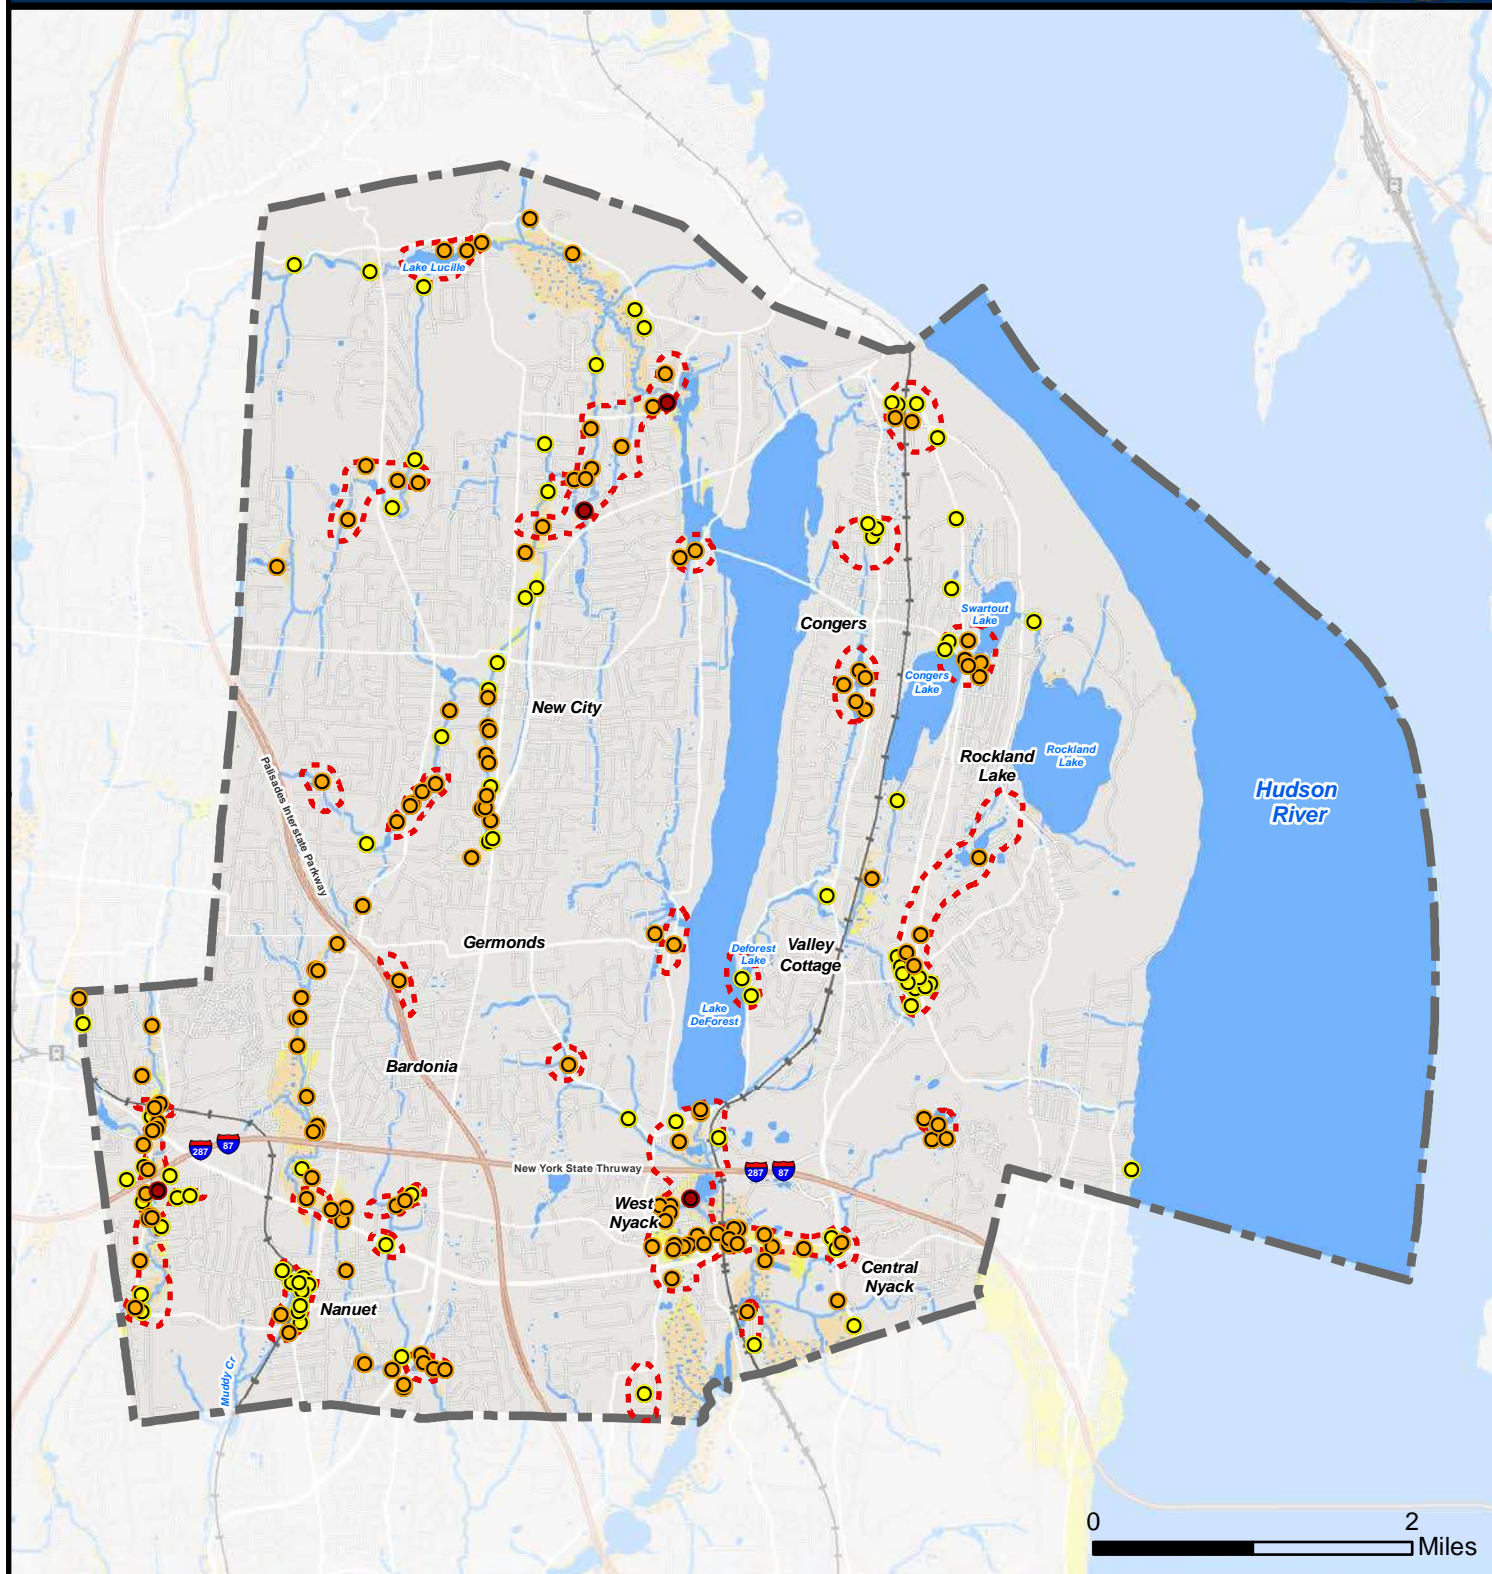 Lake Lucille
Swartout
Lake
Congers
Congers
Lake
New City
Rockland
Lake
Rockland
Lake
Hudson
River
Palisades Interstate Parkway
Germonds
Valley
Cottage
Deforest
Lake
Lake
DeForest
Bardonia
287
87
New York State Thruway
287
87
West
Nyack
Central
Nyack
Nanuet
Muddy Cr
0
2
Miles